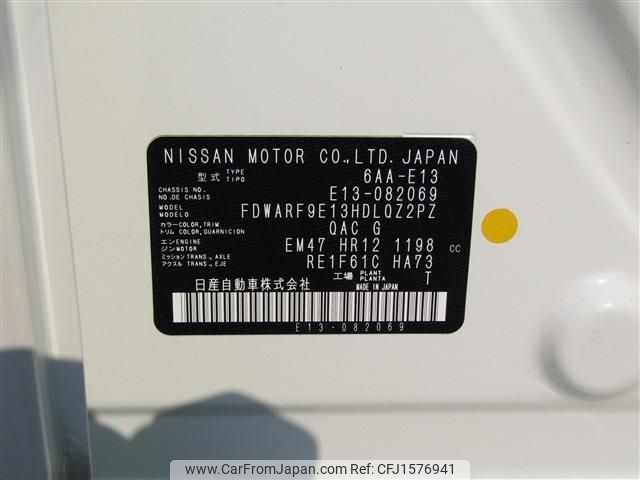 NISSAN MOTOR CO.,LTD. JAPAN
型式 TYPE TIPO 6AA-E13
CHASSIS NO. NO. DE CHASIS E13-082069
MODEL MODELO FDWARF9E13HDLQZ2PZ
カラー COLOR, TRIM トリム COLOR, GUARNICION QAC G
エンジン ENGINE MOTOR EM47 HR12 1198 CC
ミッション TRANS., AXLE アクスル TRANS., EJE RE1F61C HA73
工場 PLANT PLANTA T
日産自動車株式会社 MADE IN JAPAN
E13-082069
www.CarFromJapan.com - CFJ1576941